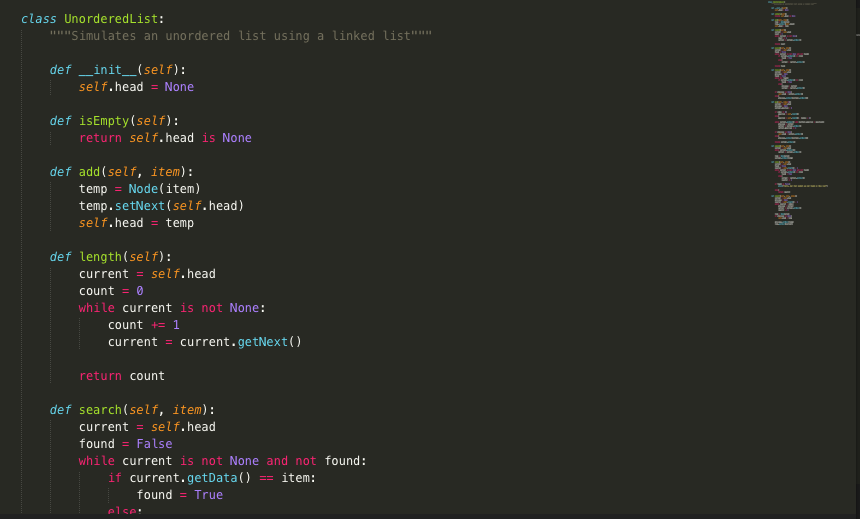 class UnorderedList:
    """Simulates an unordered list using a linked list"""

    def __init__(self):
        self.head = None

    def isEmpty(self):
        return self.head is None

    def add(self, item):
        temp = Node(item)
        temp.setNext(self.head)
        self.head = temp

    def length(self):
        current = self.head
        count = 0
        while current is not None:
            count += 1
            current = current.getNext()

        return count

    def search(self, item):
        current = self.head
        found = False
        while current is not None and not found:
            if current.getData() == item:
                found = True
            else: